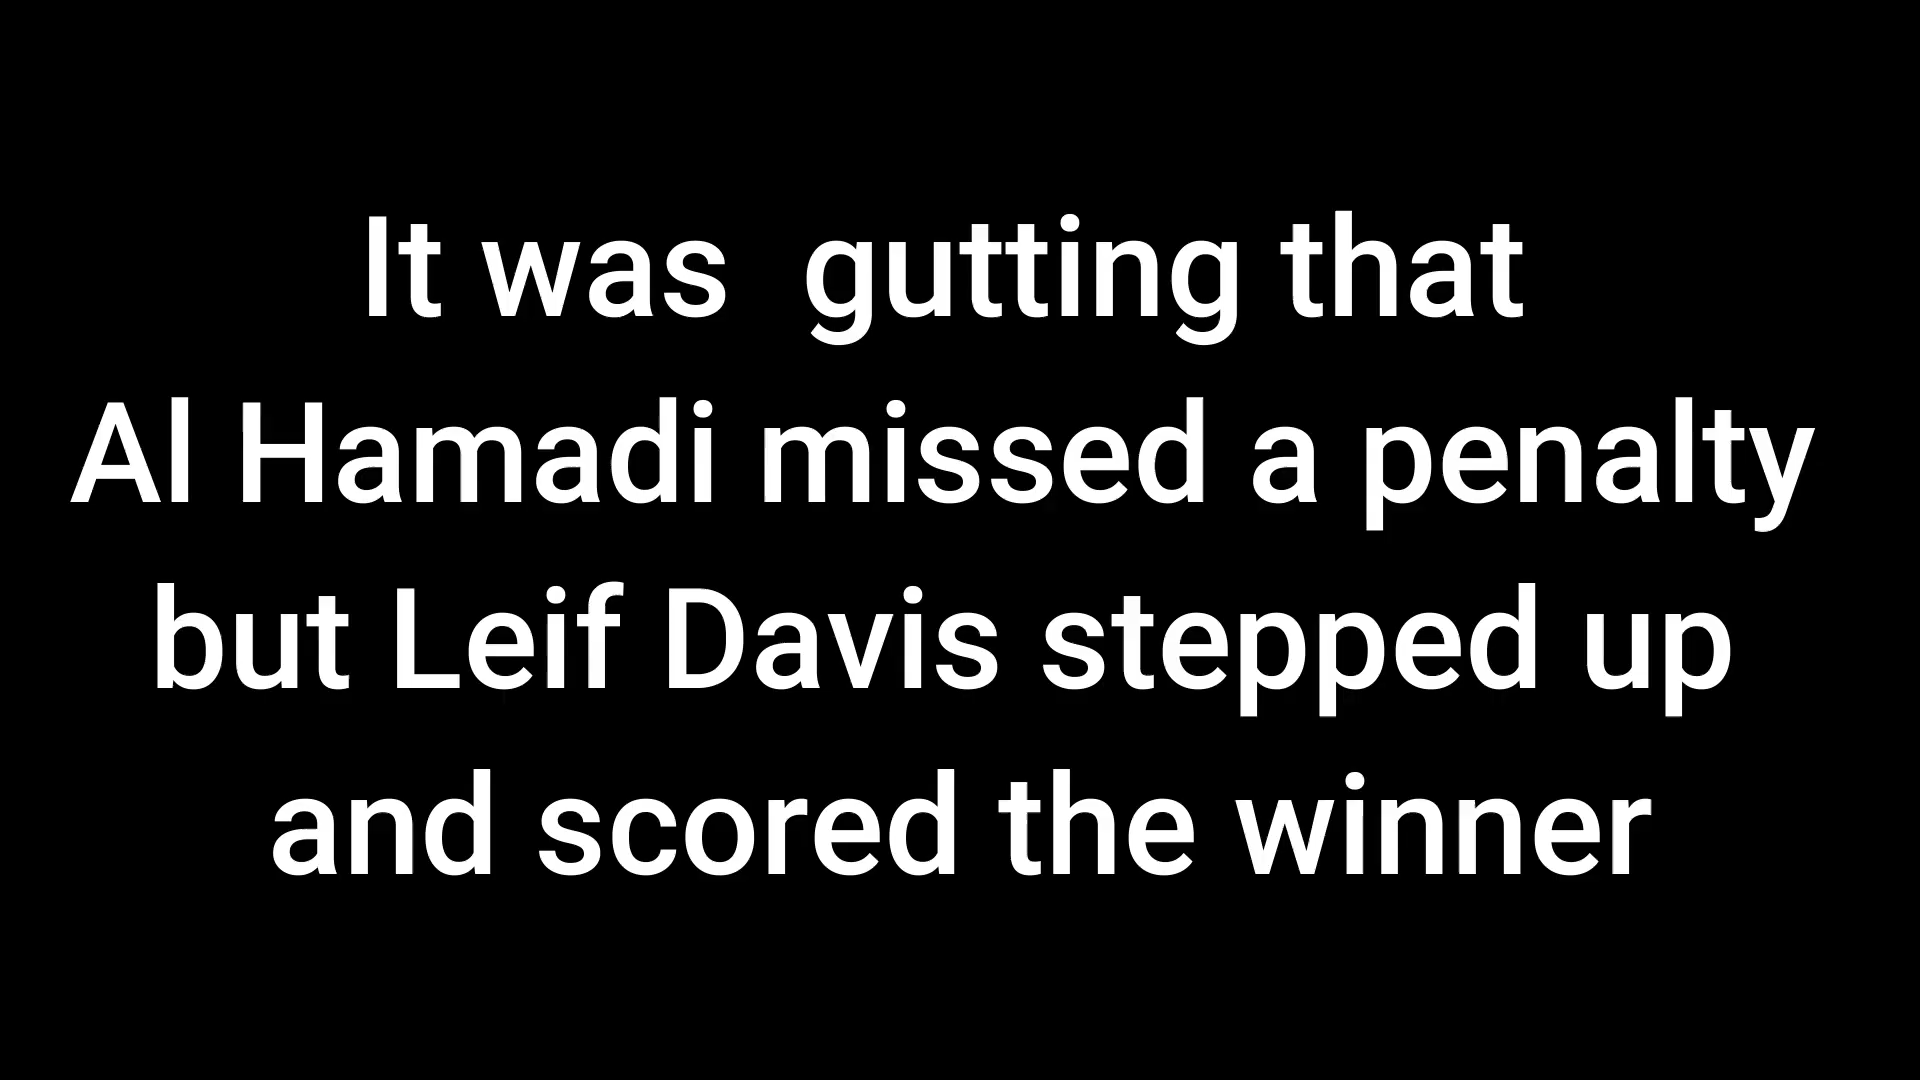 It was  gutting that
Al Hamadi missed a penalty
but Leif Davis stepped up
and scored the winner